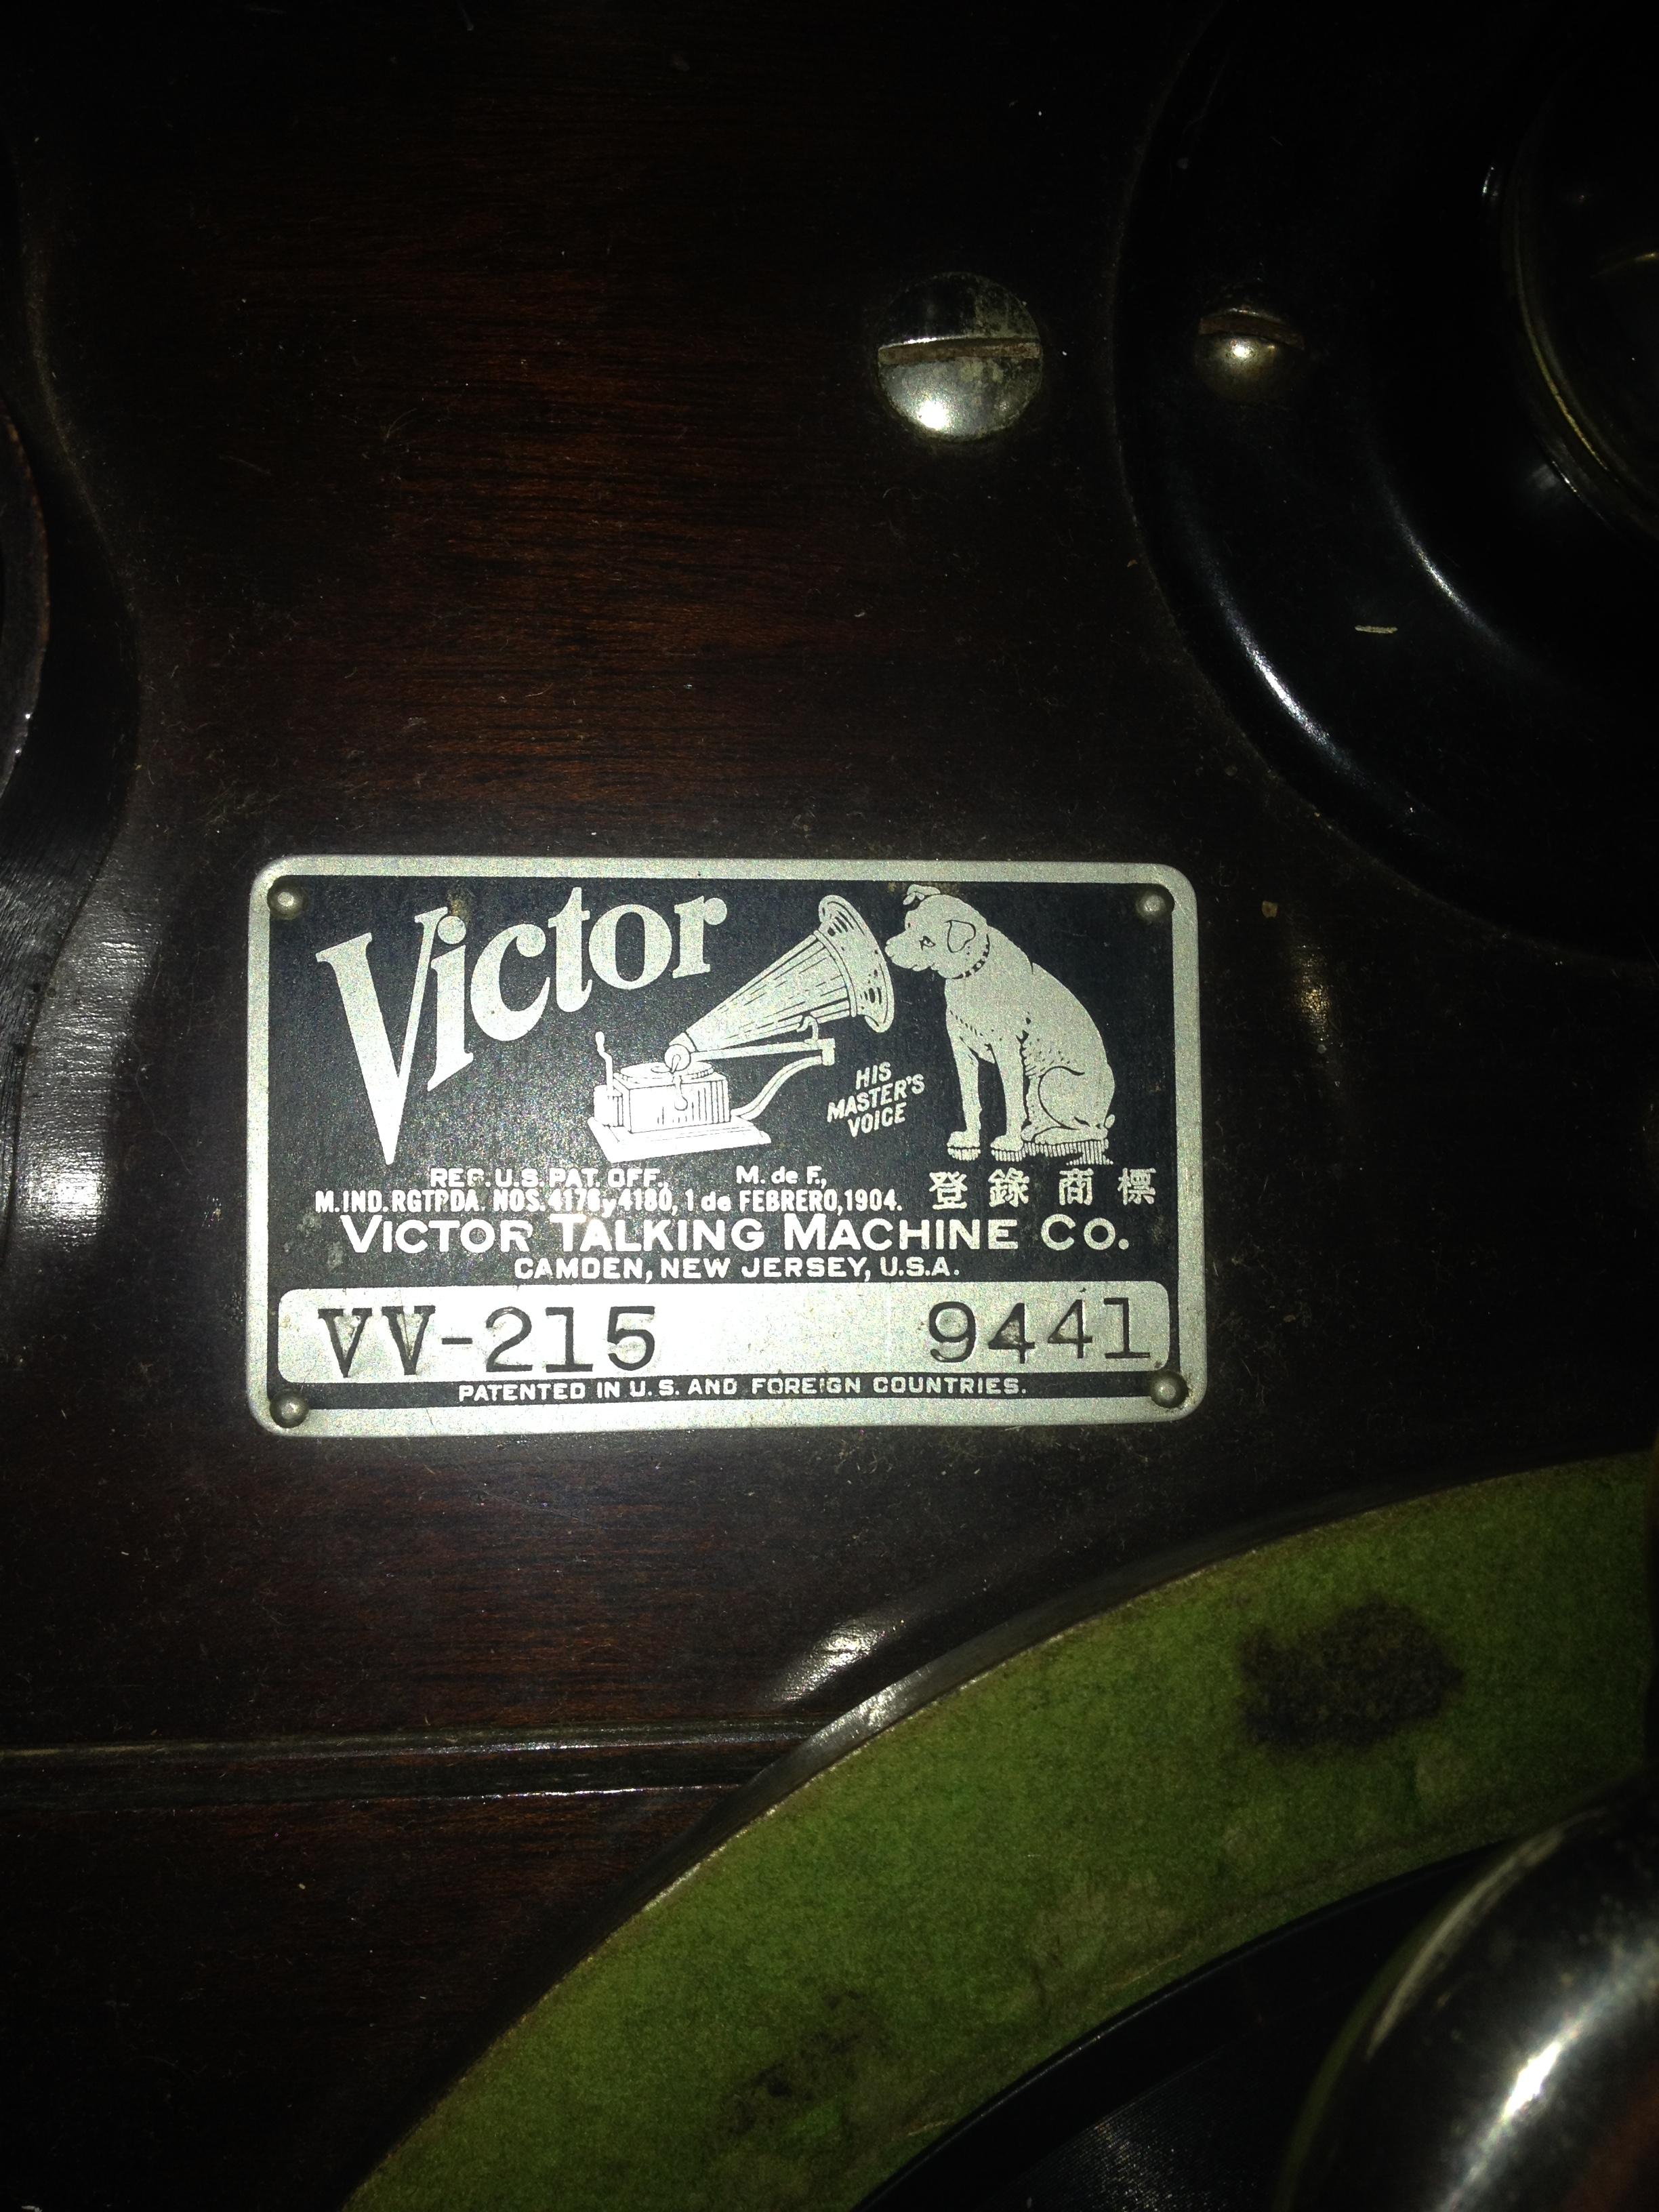 Victor
HIS
MASTER'S
VOICE
REG. U.S. PAT. OFF., M. de F.,
M. IND. RGTRDA. NOS. 4176 y 4180, 1 de FEBRERO, 1904.
登錄商標
VICTOR TALKING MACHINE CO.
CAMDEN, NEW JERSEY, U.S.A.
VV-215 9441
PATENTED IN U.S. AND FOREIGN COUNTRIES.